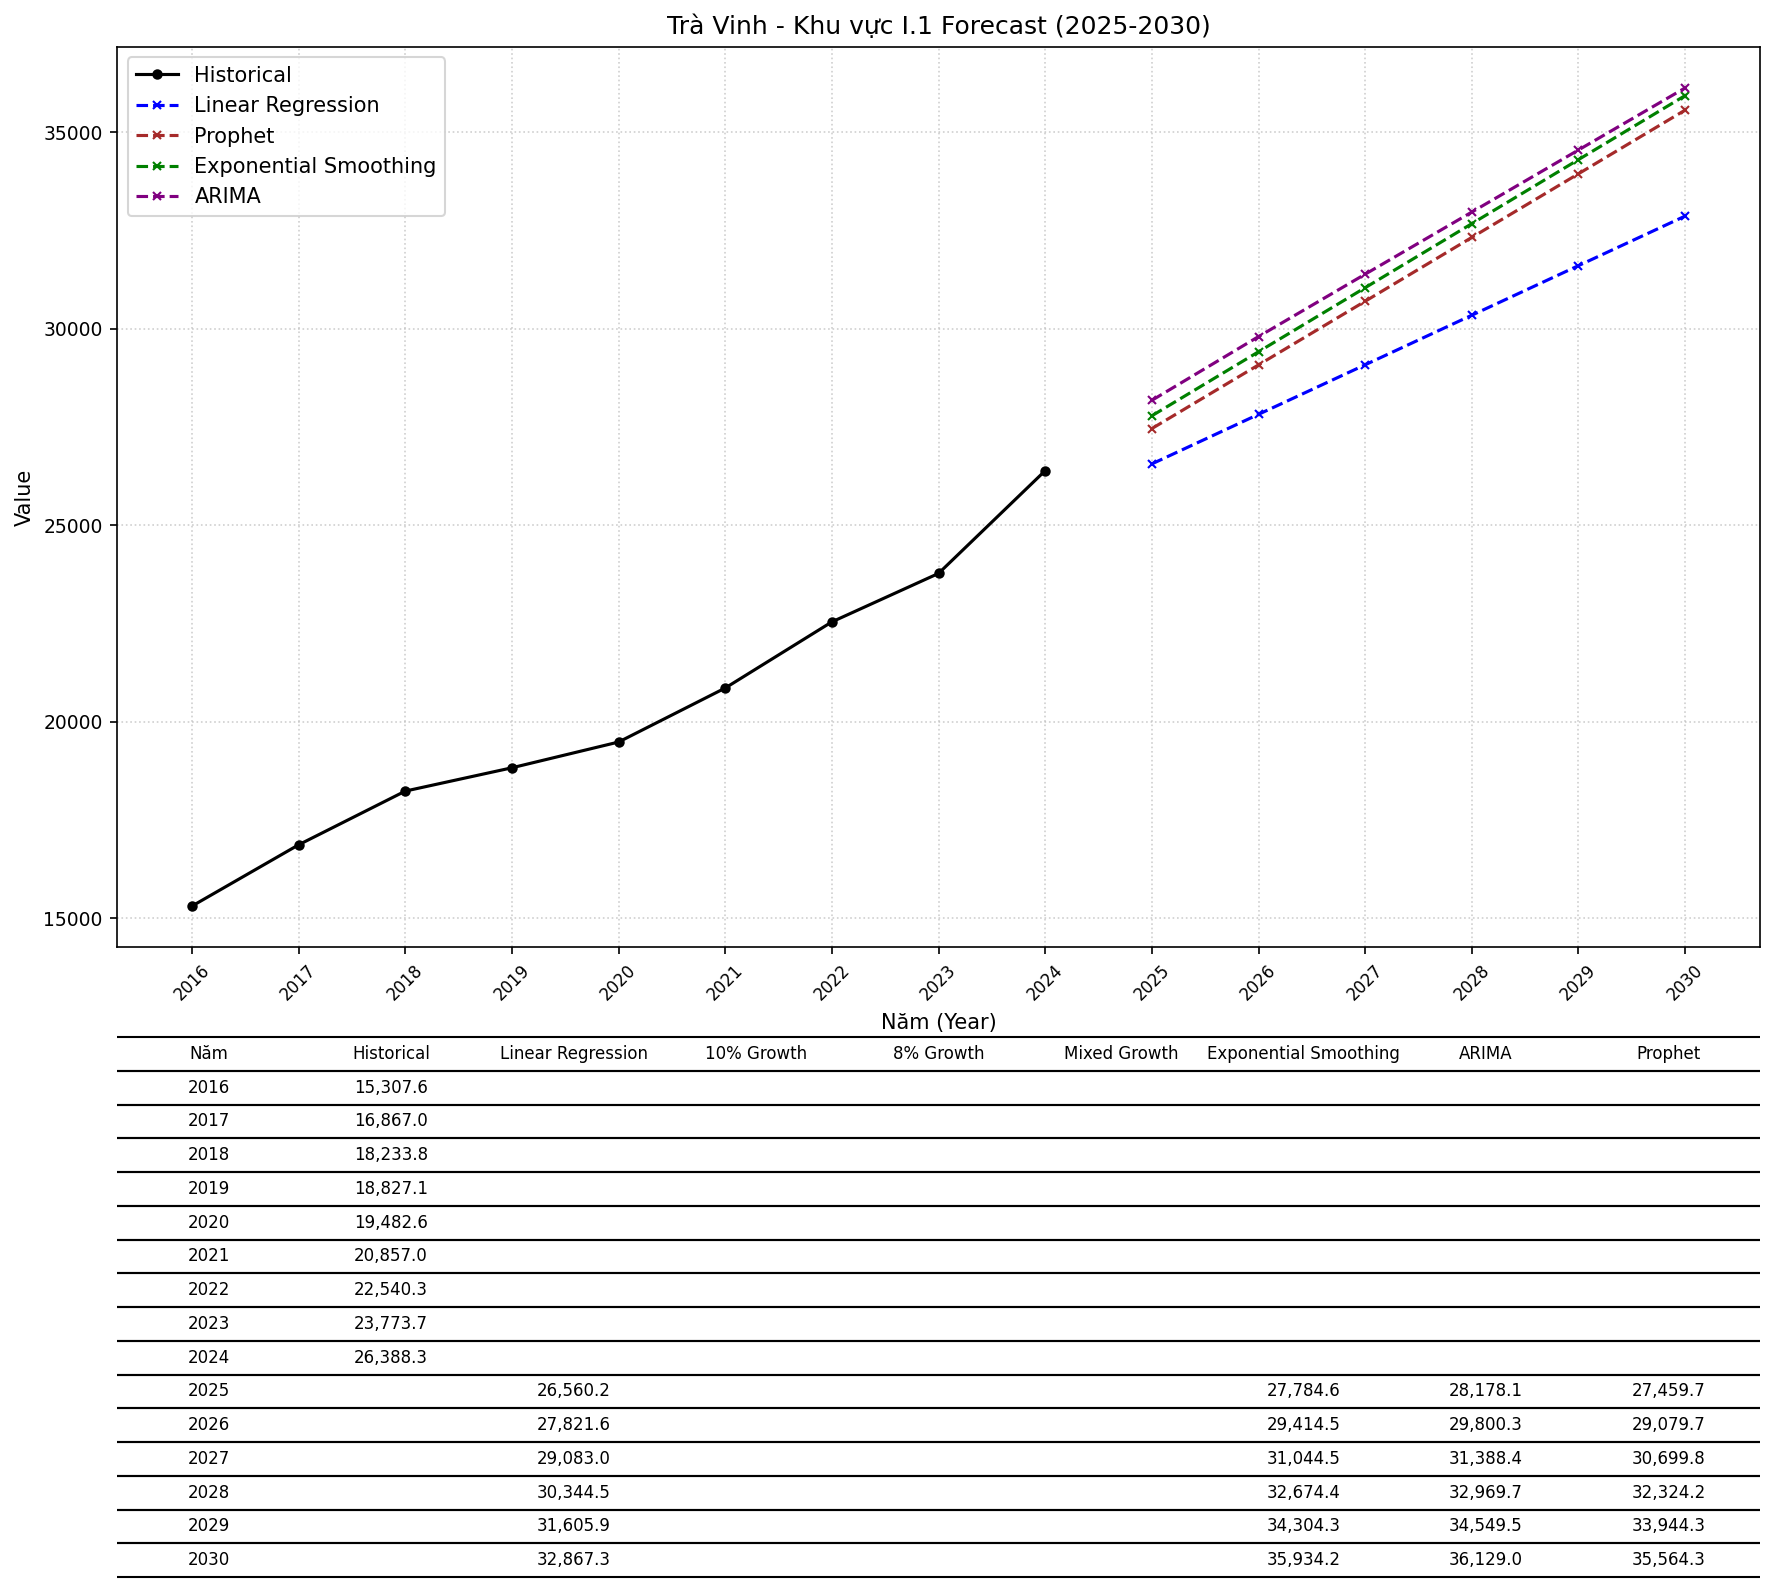 Trà Vinh - Khu vực I.1 Forecast (2025-2030)
Historical
Linear Regression
Prophet
Exponential Smoothing
ARIMA
Value
35000
30000
25000
20000
15000
2016 2017 2018 2019 2020 2021 2022 2023 2024 2025 2026 2027 2028 2029 2030
Năm (Year)
Năm Historical Linear Regression 10% Growth 8% Growth Mixed Growth Exponential Smoothing ARIMA Prophet
2016 15,307.6
2017 16,867.0
2018 18,233.8
2019 18,827.1
2020 19,482.6
2021 20,857.0
2022 22,540.3
2023 23,773.7
2024 26,388.3
2025 26,560.2 27,784.6 28,178.1 27,459.7
2026 27,821.6 29,414.5 29,800.3 29,079.7
2027 29,083.0 31,044.5 31,388.4 30,699.8
2028 30,344.5 32,674.4 32,969.7 32,324.2
2029 31,605.9 34,304.3 34,549.5 33,944.3
2030 32,867.3 35,934.2 36,129.0 35,564.3